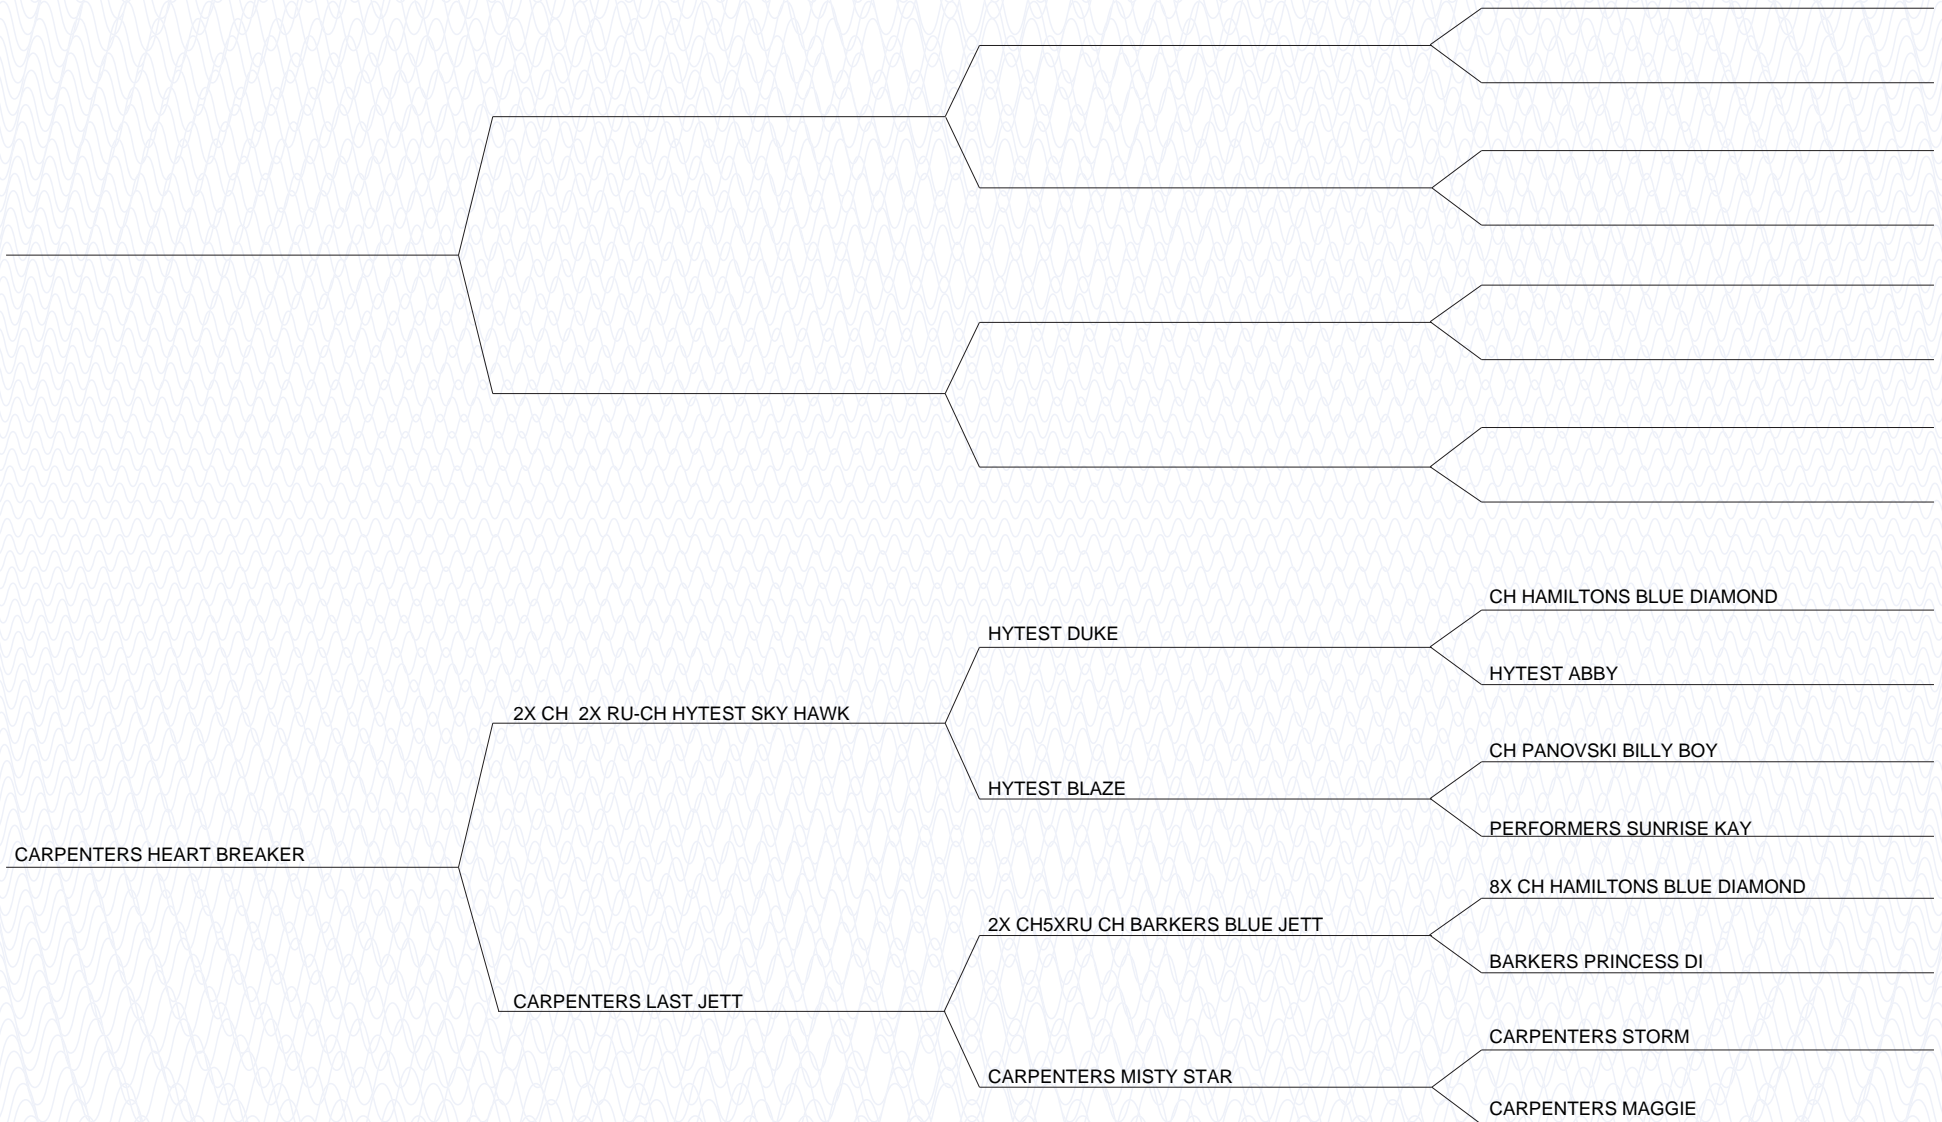 CH HAMILTONS BLUE DIAMOND
HYTEST DUKE
HYTEST ABBY
2X CH  2X RU-CH HYTEST SKY HAWK
CH PANOVSKI BILLY BOY
HYTEST BLAZE
PERFORMERS SUNRISE KAY
CARPENTERS HEART BREAKER
8X CH HAMILTONS BLUE DIAMOND
2X CH5XRU CH BARKERS BLUE JETT
BARKERS PRINCESS DI
CARPENTERS LAST JETT
CARPENTERS STORM
CARPENTERS MISTY STAR
CARPENTERS MAGGIE